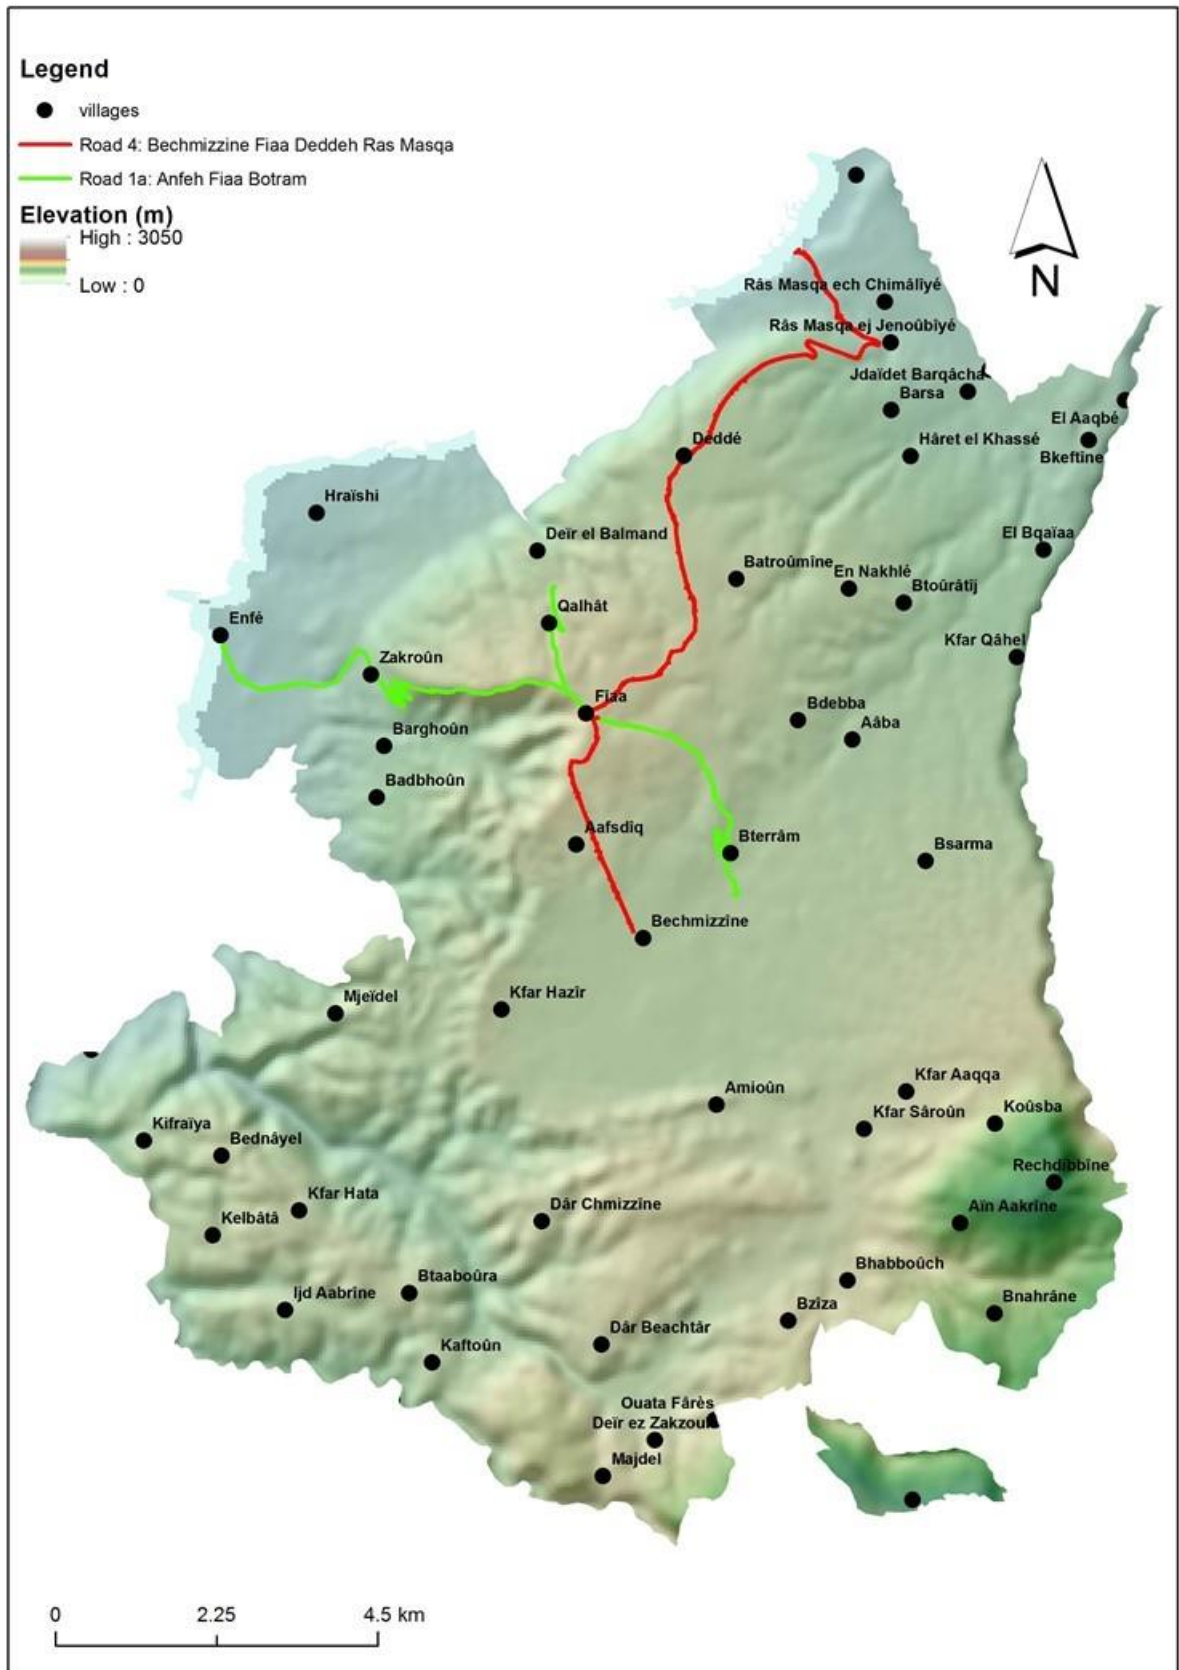 Legend
villages
Road 4: Bechmizzine Fiaa Deddeh Ras Masqa
Road 1a: Anfeh Fiaa Botram
Elevation (m)
High : 3050
Low : 0
N
Râs Masqa ech Chimâlîyé
Râs Masqa ej Jenoûbîyé
Jdaïdet Barqâcha
Barsa
El Aaqbé
Deddé
Hâret el Khassé
Bkeftîne
Hraïshi
Deïr el Balmand
El Bqaïaa
Batroûmîne
En Nakhlé
Btoûrâtîj
Qalhât
Enfé
Kfar Qâhel
Zakroûn
Fîaa
Bdebba
Aâba
Barghoûn
Badbhoûn
Aafsdîq
Bterrâm
Bsarma
Bechmizzîne
Mjeïdel
Kfar Hazîr
Kfar Aaqqa
Amioûn
Kfar Sâroûn
Koûsba
Kifraïya
Bednâyel
Rechdibbîne
Kfar Hata
Dâr Chmizzîne
Aïn Aakrîne
Kelbâtâ
Bhabboûch
Btaaboûra
Ijd Aabrîne
Bzîza
Bnahrâne
Dâr Beachtâr
Kaftoûn
Ouata Fârès
Deïr ez Zakzouk
Majdel
0 2.25 4.5 km